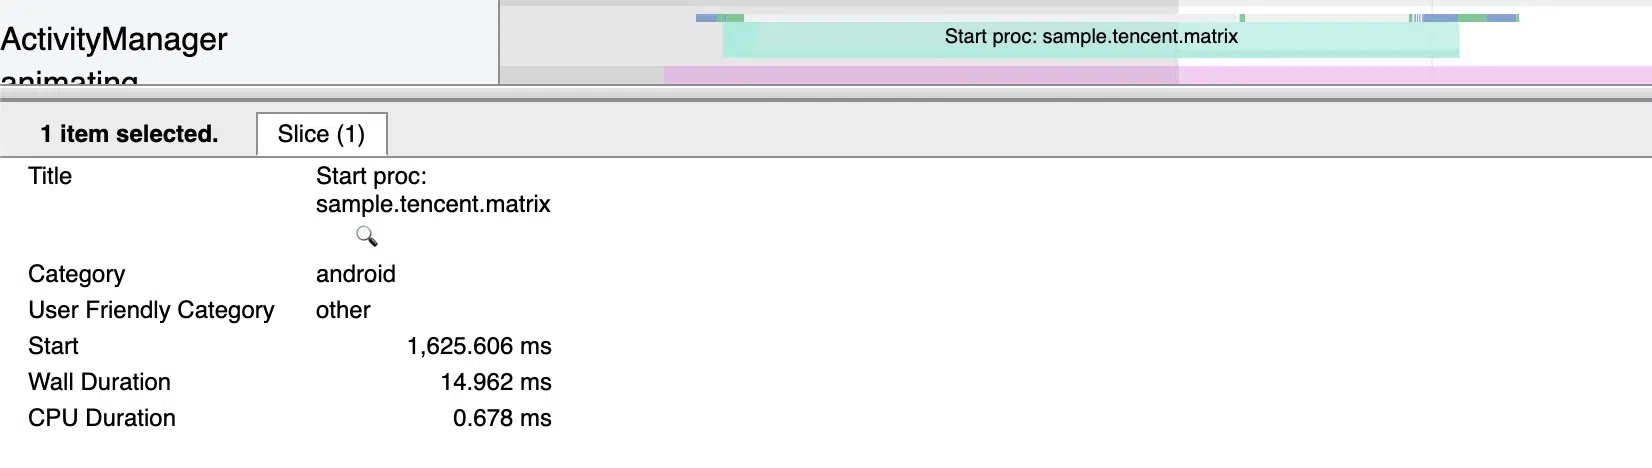 ActivityManager
Start proc: sample.tencent.matrix
animating
1 item selected.
Slice (1)
Title
Start proc:
sample.tencent.matrix
Category
android
User Friendly Category
other
Start
1,625.606 ms
Wall Duration
14.962 ms
CPU Duration
0.678 ms